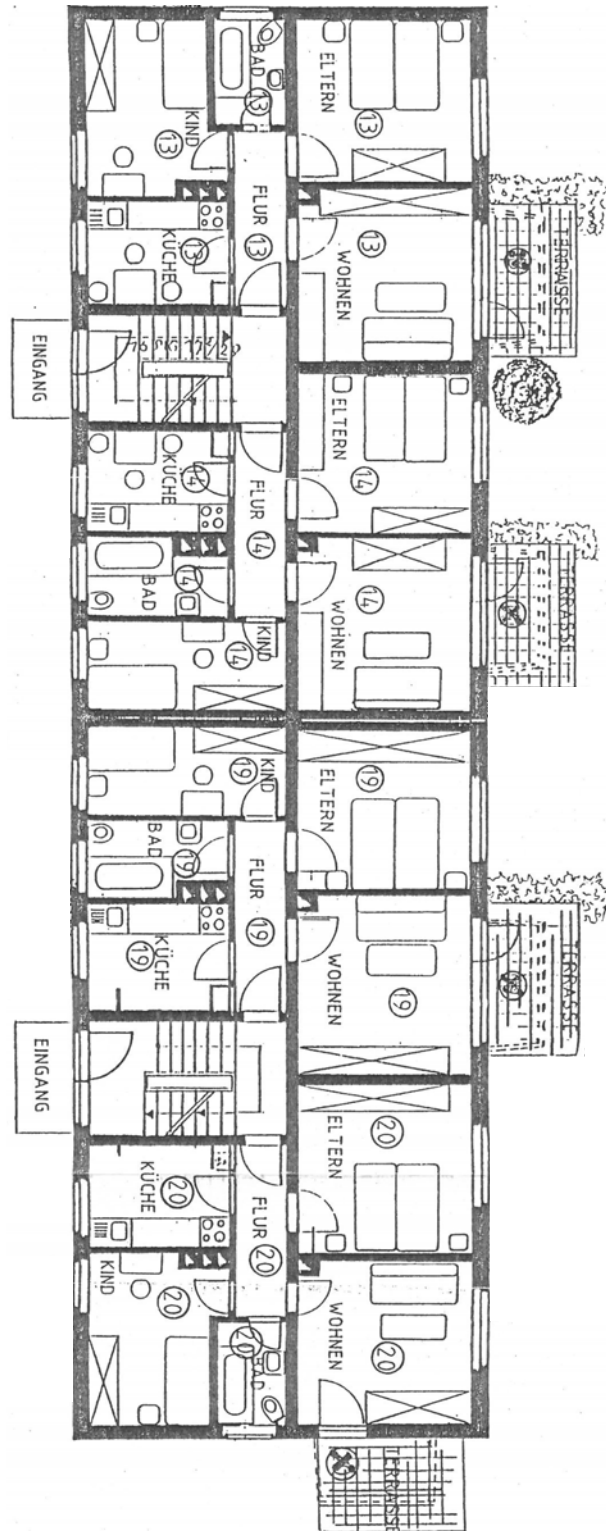 BAD 13
ELTERN 13
KIND 13
FLUR 13
KÜCHE 13
WOHNEN 13
TERRASSE
EINGANG
KÜCHE 14
FLUR 14
ELTERN 14
BAD 14
WOHNEN 14
TERRASSE
KIND 14
KIND 19
ELTERN 19
BAD 19
FLUR 19
KÜCHE 19
WOHNEN 19
TERRASSE
EINGANG
KÜCHE 20
FLUR 20
ELTERN 20
KIND 20
BAD 20
WOHNEN 20
TERRASSE